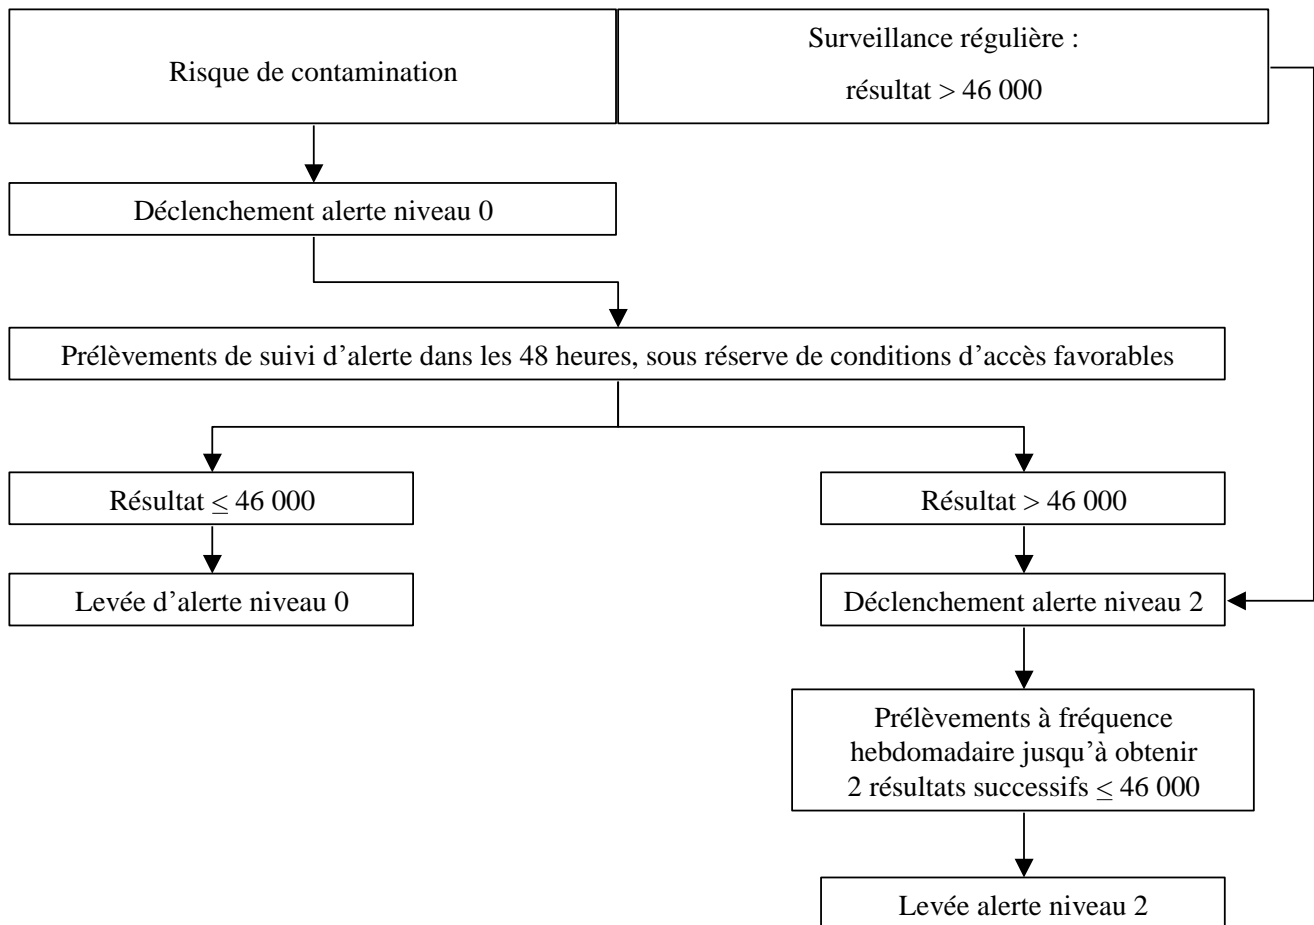 Risque de contamination
Surveillance régulière :
résultat > 46 000
Déclenchement alerte niveau 0
Prélèvements de suivi d’alerte dans les 48 heures, sous réserve de conditions d’accès favorables
Résultat ≤ 46 000
Résultat > 46 000
Levée d’alerte niveau 0
Déclenchement alerte niveau 2
Prélèvements à fréquence
hebdomadaire jusqu’à obtenir
2 résultats successifs ≤ 46 000
Levée alerte niveau 2